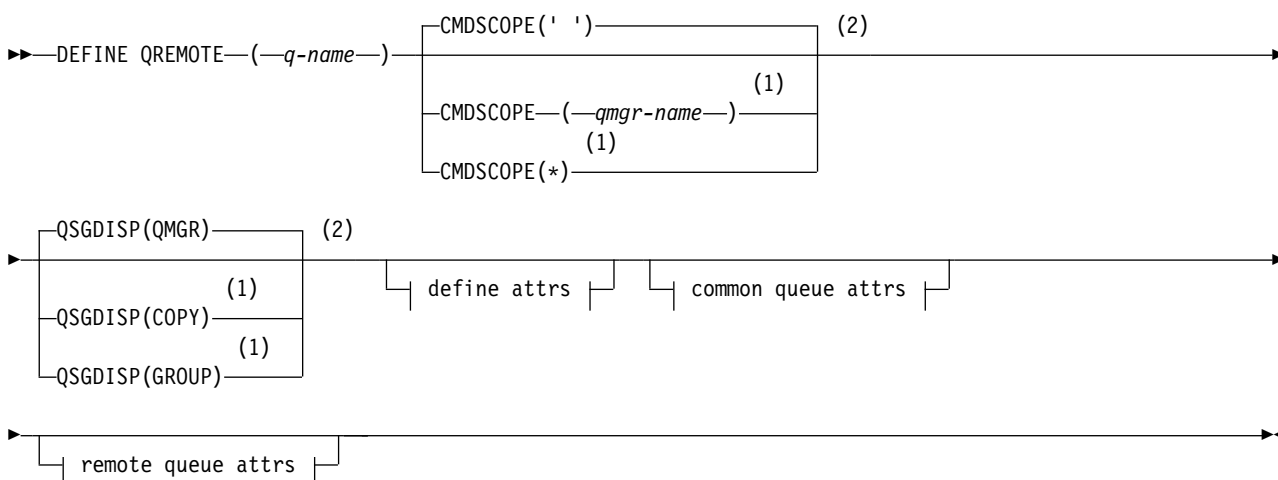 CMDSCOPE(' ') (2)
DEFINE QREMOTE ( q-name )
(1)
CMDSCOPE ( qmgr-name )
(1)
CMDSCOPE(*)
QSGDISP(QMGR) (2)
define attrs common queue attrs
(1)
QSGDISP(COPY)
(1)
QSGDISP(GROUP)
remote queue attrs